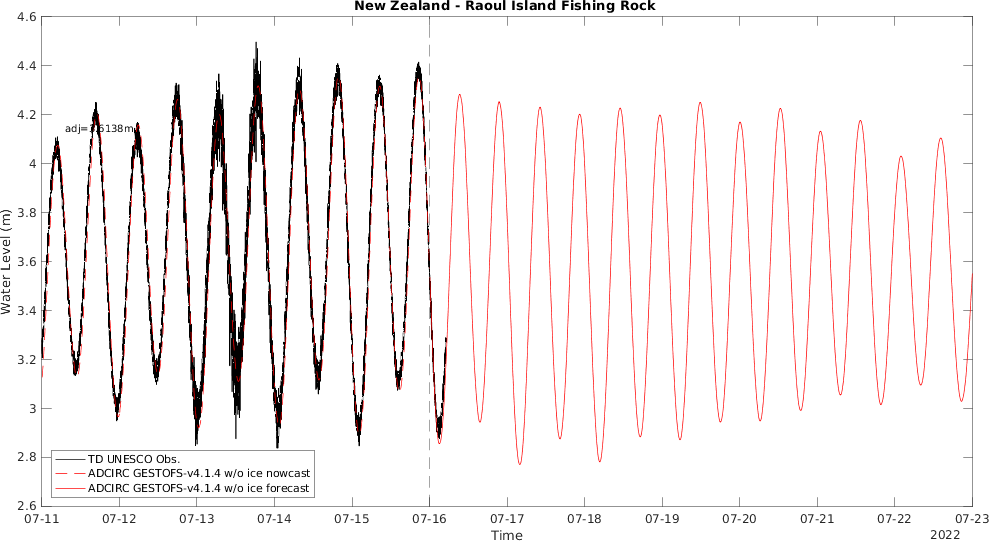 New Zealand - Raoul Island Fishing Rock
4.6
4.4
4.2
4
3.8
3.6
3.4
3.2
3
2.8
2.6
Water Level (m)
adj=3.6138m
TD UNESCO Obs.
ADCIRC GESTOFS-v4.1.4 w/o ice nowcast
ADCIRC GESTOFS-v4.1.4 w/o ice forecast
07-11 07-12 07-13 07-14 07-15 07-16 07-17 07-18 07-19 07-20 07-21 07-22 07-23
Time
2022